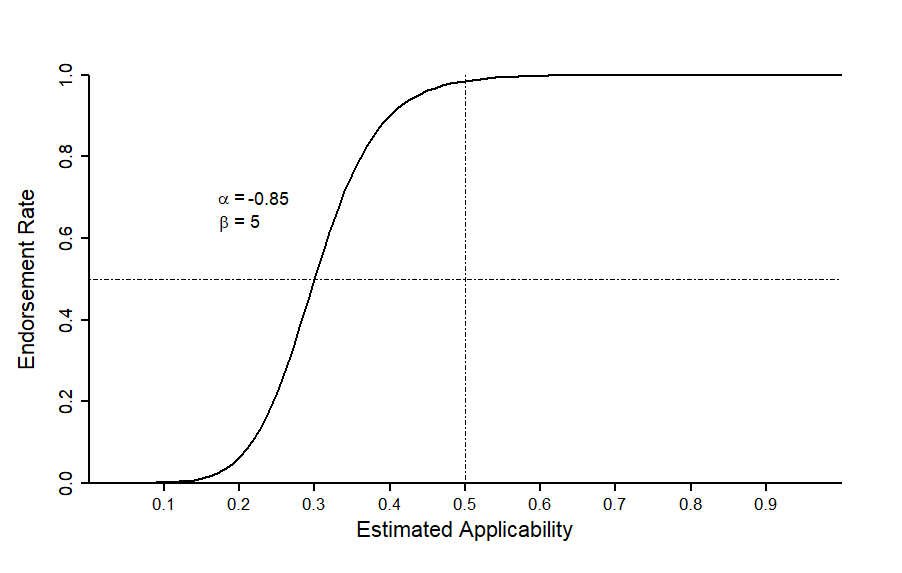 1.0
0.8
0.6
0.4
0.2
0.0
Endorsement Rate
α = -0.85
β = 5
0.1 0.2 0.3 0.4 0.5 0.6 0.7 0.8 0.9
Estimated Applicability